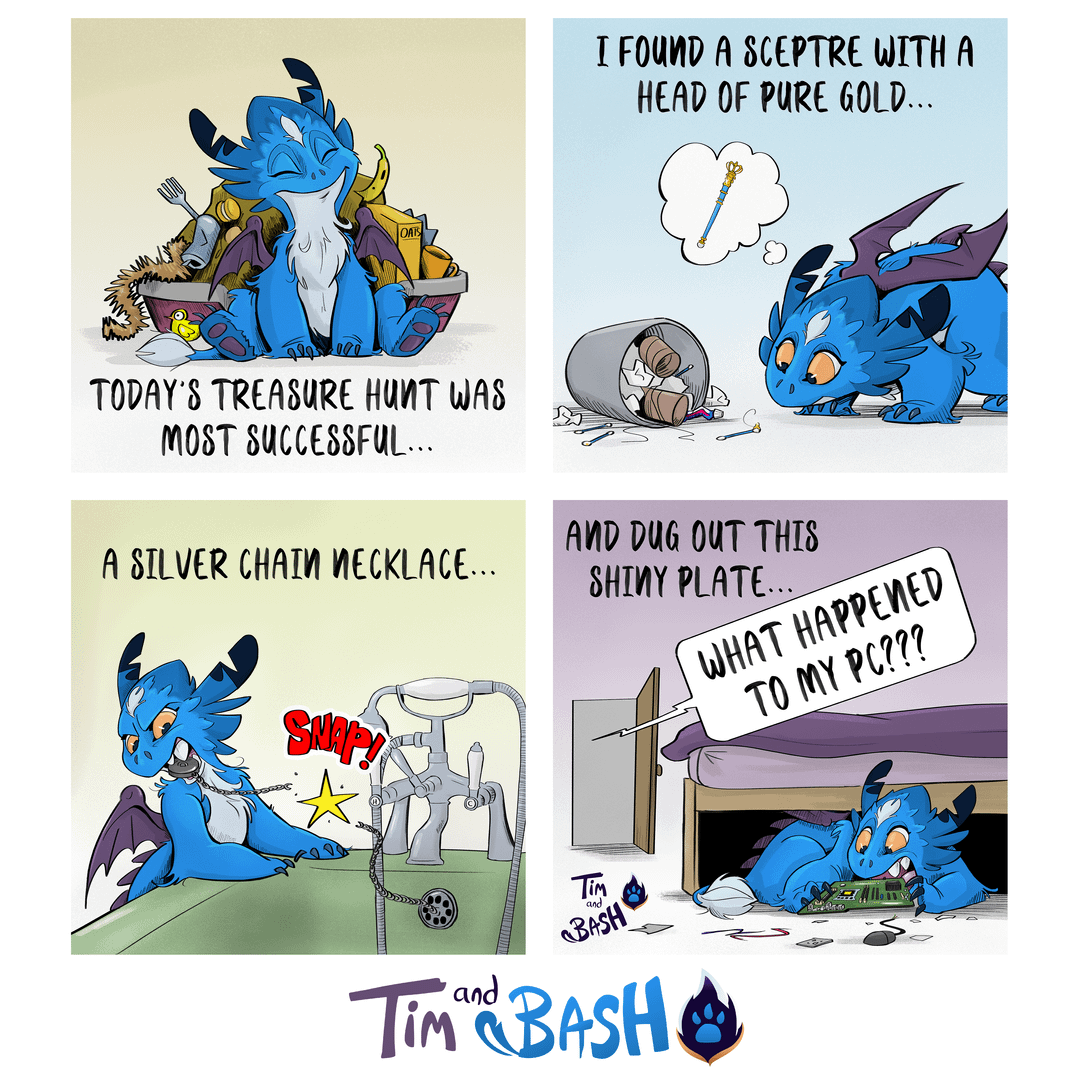 OATS
TODAY'S TREASURE HUNT WAS
MOST SUCCESSFUL...
I FOUND A SCEPTRE WITH A
HEAD OF PURE GOLD...
A SILVER CHAIN NECKLACE...
SNAP!
AND DUG OUT THIS
SHINY PLATE...
WHAT HAPPENED
TO MY PC???
TIM
and
BASH
TIM and BASH